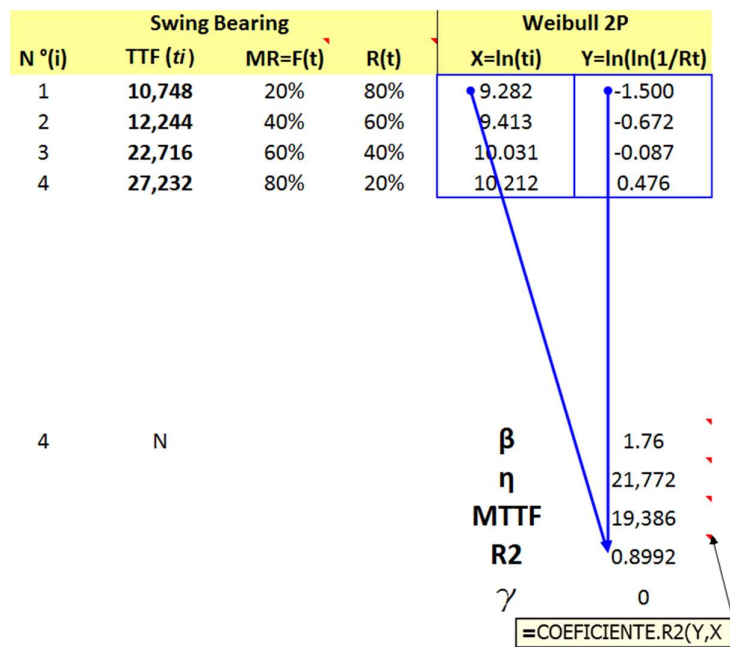 Swing Bearing Weibull 2P
N °(i) TTF (ti) MR=F(t) R(t) X=ln(ti) Y=ln(ln(1/Rt)
1 10,748 20% 80% 9.282 -1.500
2 12,244 40% 60% 9.413 -0.672
3 22,716 60% 40% 10.031 -0.087
4 27,232 80% 20% 10.212 0.476
4 N β 1.76
η 21,772
MTTF 19,386
R2 0.8992
γ 0
=COEFICIENTE.R2(Y,X